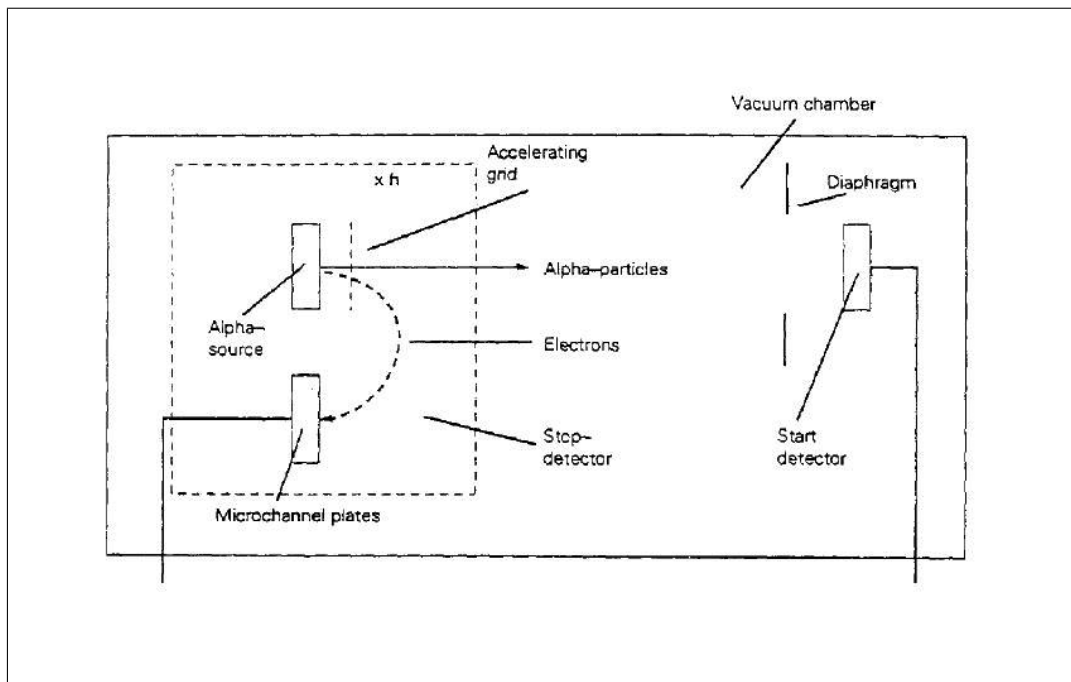 Vacuum chamber
Accelerating
grid
x h
Diaphragm
Alpha–particles
Alpha–
source
Electrons
Stop–
detector
Start
detector
Microchannel plates